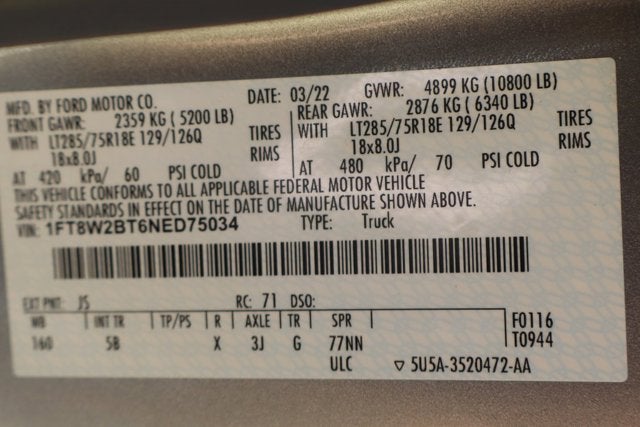 MFD. BY FORD MOTOR CO. DATE: 03/22 GVWR: 4899 KG (10800 LB)
FRONT GAWR: 2359 KG ( 5200 LB) REAR GAWR: 2876 KG ( 6340 LB)
WITH LT285/75R18E 129/126Q TIRES WITH LT285/75R18E 129/126Q TIRES
18x8.0J RIMS 18x8.0J RIMS
AT 420 kPa/ 60 PSI COLD AT 480 kPa/ 70 PSI COLD
THIS VEHICLE CONFORMS TO ALL APPLICABLE FEDERAL MOTOR VEHICLE
SAFETY STANDARDS IN EFFECT ON THE DATE OF MANUFACTURE SHOWN ABOVE.
VIN: 1FT8W2BT6NED75034 TYPE: Truck
EXT PNT: JS RC: 71 DSO:
WB INT TR TP/PS R AXLE TR SPR F0116
160 5B X 3J G 77NN T0944
ULC ▽ 5U5A-3520472-AA